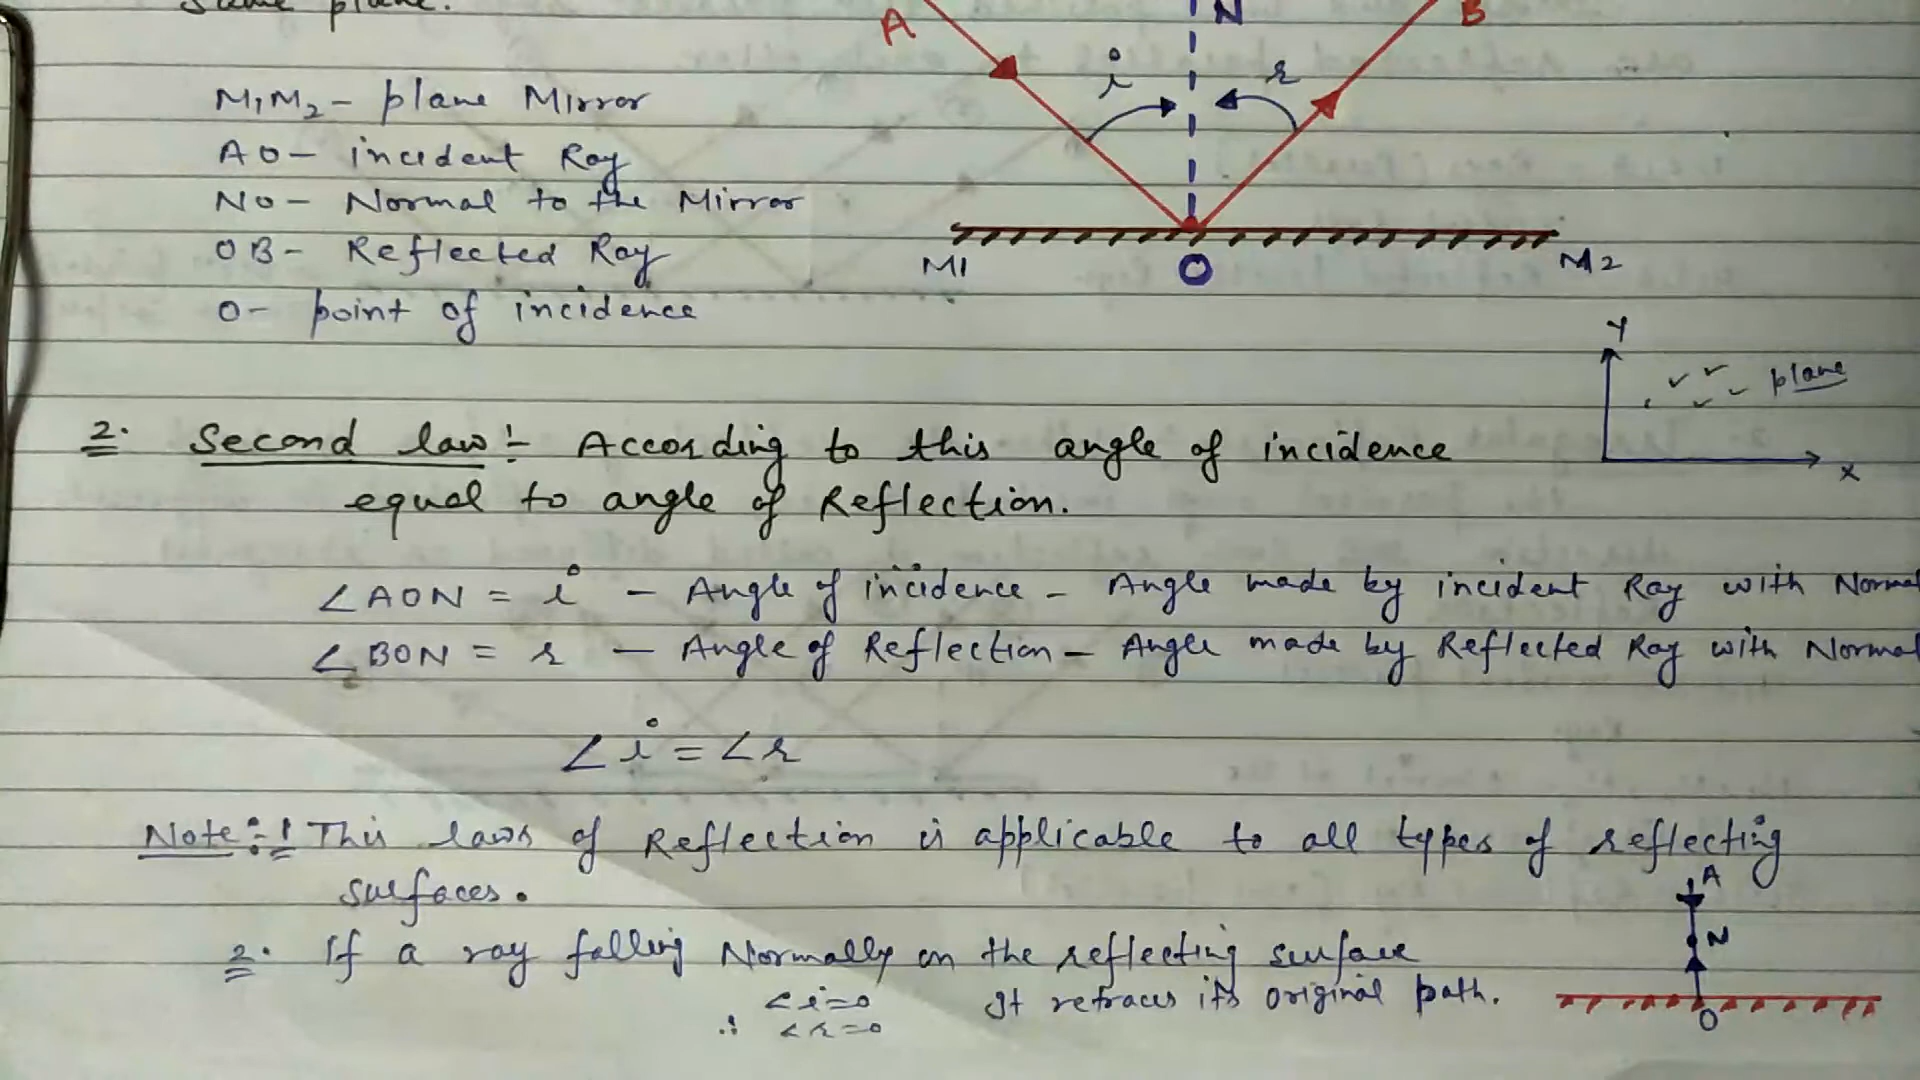 Same plane.
A
N
B
i
r
M1M2 - plane Mirror
AO - incident Ray
NO - Normal to the Mirror
OB - Reflected Ray
O - point of incidence
M1
O
M2
Y
plane
X
2. Second law :- According to this angle of incidence
equal to angle of Reflection.
∠AON = i - Angle of incidence - Angle made by incident Ray with Normal
∠BON = r - Angle of Reflection - Angle made by Reflected Ray with Normal
∠i = ∠r
Note :- 1 This laws of Reflection is applicable to all types of reflecting
surfaces.
2. If a ray falling Normally on the reflecting surface
∠i=0 It retraces its original path.
∴ ∠r=0
A
N
O